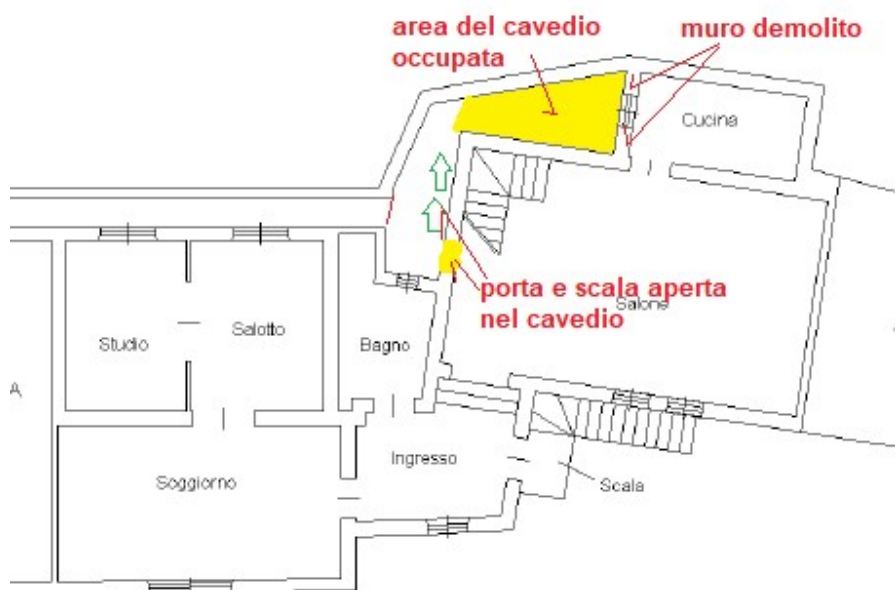 area del cavedio
occupata
muro demolito
Cucina
porta e scala aperta
nel cavedio
Salone
Studio
Salotto
Bagno
A
Soggiorno
Ingresso
Scala